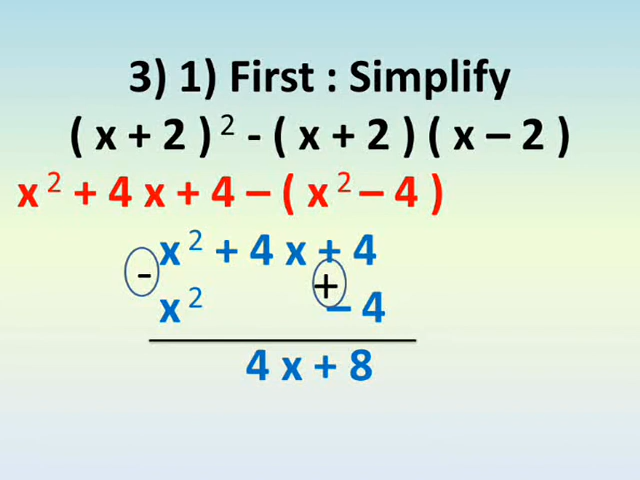 3) 1) First : Simplify
( x + 2 ) ² - ( x + 2 ) ( x – 2 )
x ² + 4 x + 4 – ( x ² – 4 )
x ² + 4 x + 4
- +
x ² – 4
4 x + 8